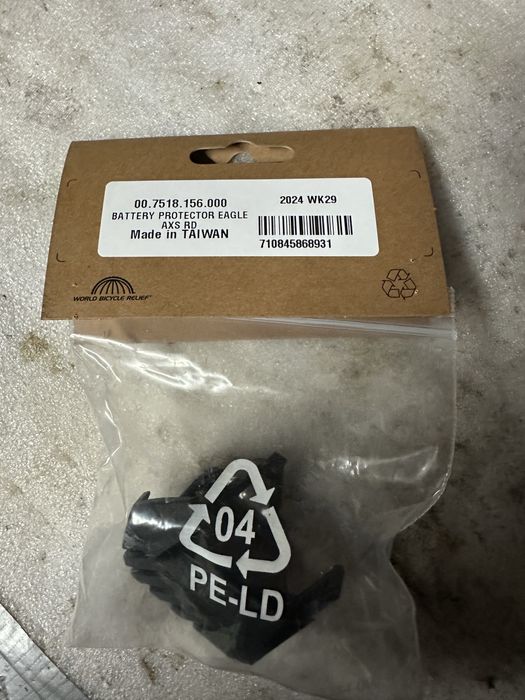 00.7518.156.000
2024 WK29
BATTERY PROTECTOR EAGLE
AXS RD
Made in TAIWAN
710845868931
WORLD BICYCLE RELIEF
04
PE-LD